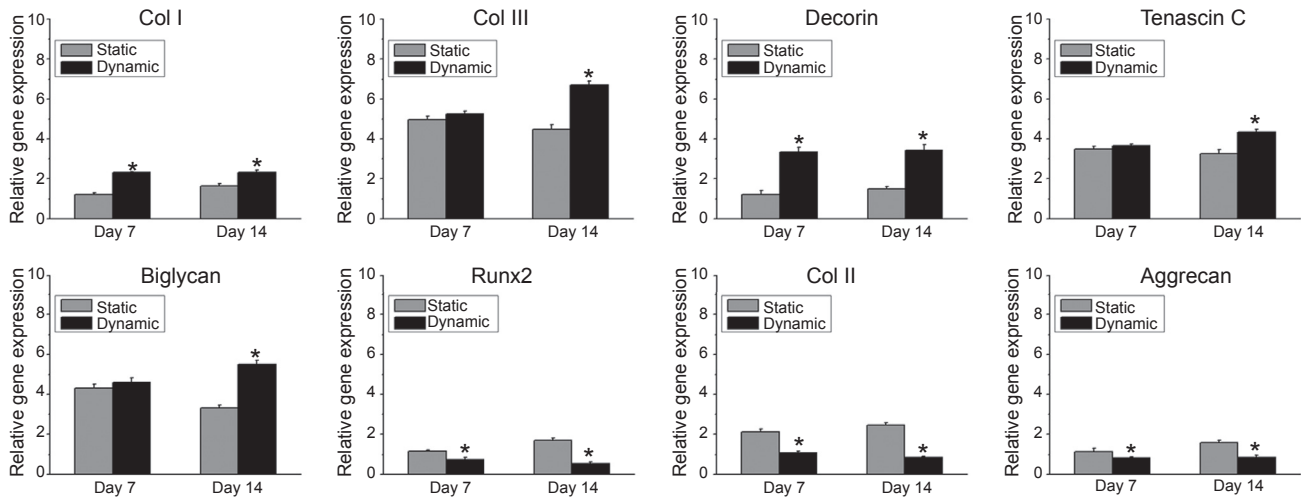 Col I
Relative gene expression
10
8
6
4
2
0
Static
Dynamic
*
*
Day 7
Day 14
Col III
Relative gene expression
10
8
6
4
2
0
Static
Dynamic
*
Day 7
Day 14
Decorin
Relative gene expression
10
8
6
4
2
0
Static
Dynamic
*
*
Day 7
Day 14
Tenascin C
Relative gene expression
10
8
6
4
2
0
Static
Dynamic
*
Day 7
Day 14
Biglycan
Relative gene expression
10
8
6
4
2
0
Static
Dynamic
*
Day 7
Day 14
Runx2
Relative gene expression
10
8
6
4
2
0
Static
Dynamic
*
*
Day 7
Day 14
Col II
Relative gene expression
10
8
6
4
2
0
Static
Dynamic
*
*
Day 7
Day 14
Aggrecan
Relative gene expression
10
8
6
4
2
0
Static
Dynamic
*
*
Day 7
Day 14